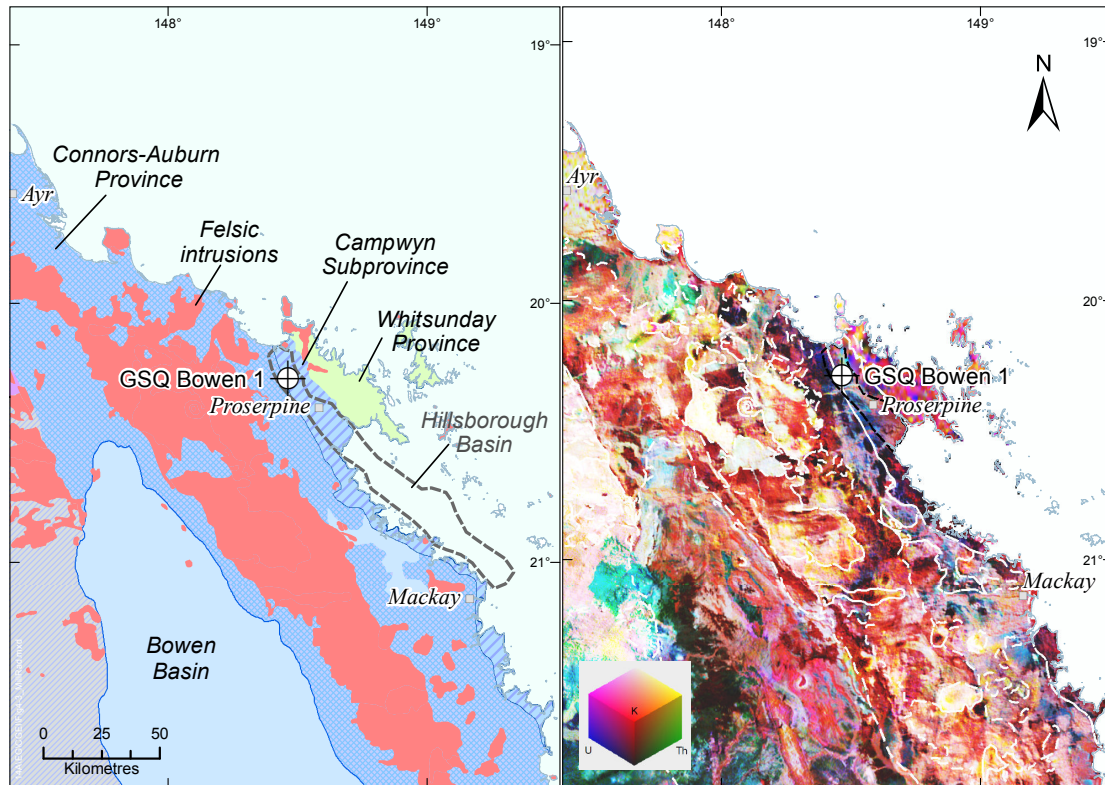 148°
149°
19°
Connors-Auburn
Province
Ayr
Felsic
intrusions
Campwyn
Subprovince
20°
Whitsunday
Province
GSQ Bowen 1
Proserpine
Hillsborough
Basin
21°
Mackay
Bowen
Basin
0 25 50
Kilometres
148°
149°
19°
N
Ayr
20°
GSQ Bowen 1
Proserpine
21°
Mackay
K
U
Th